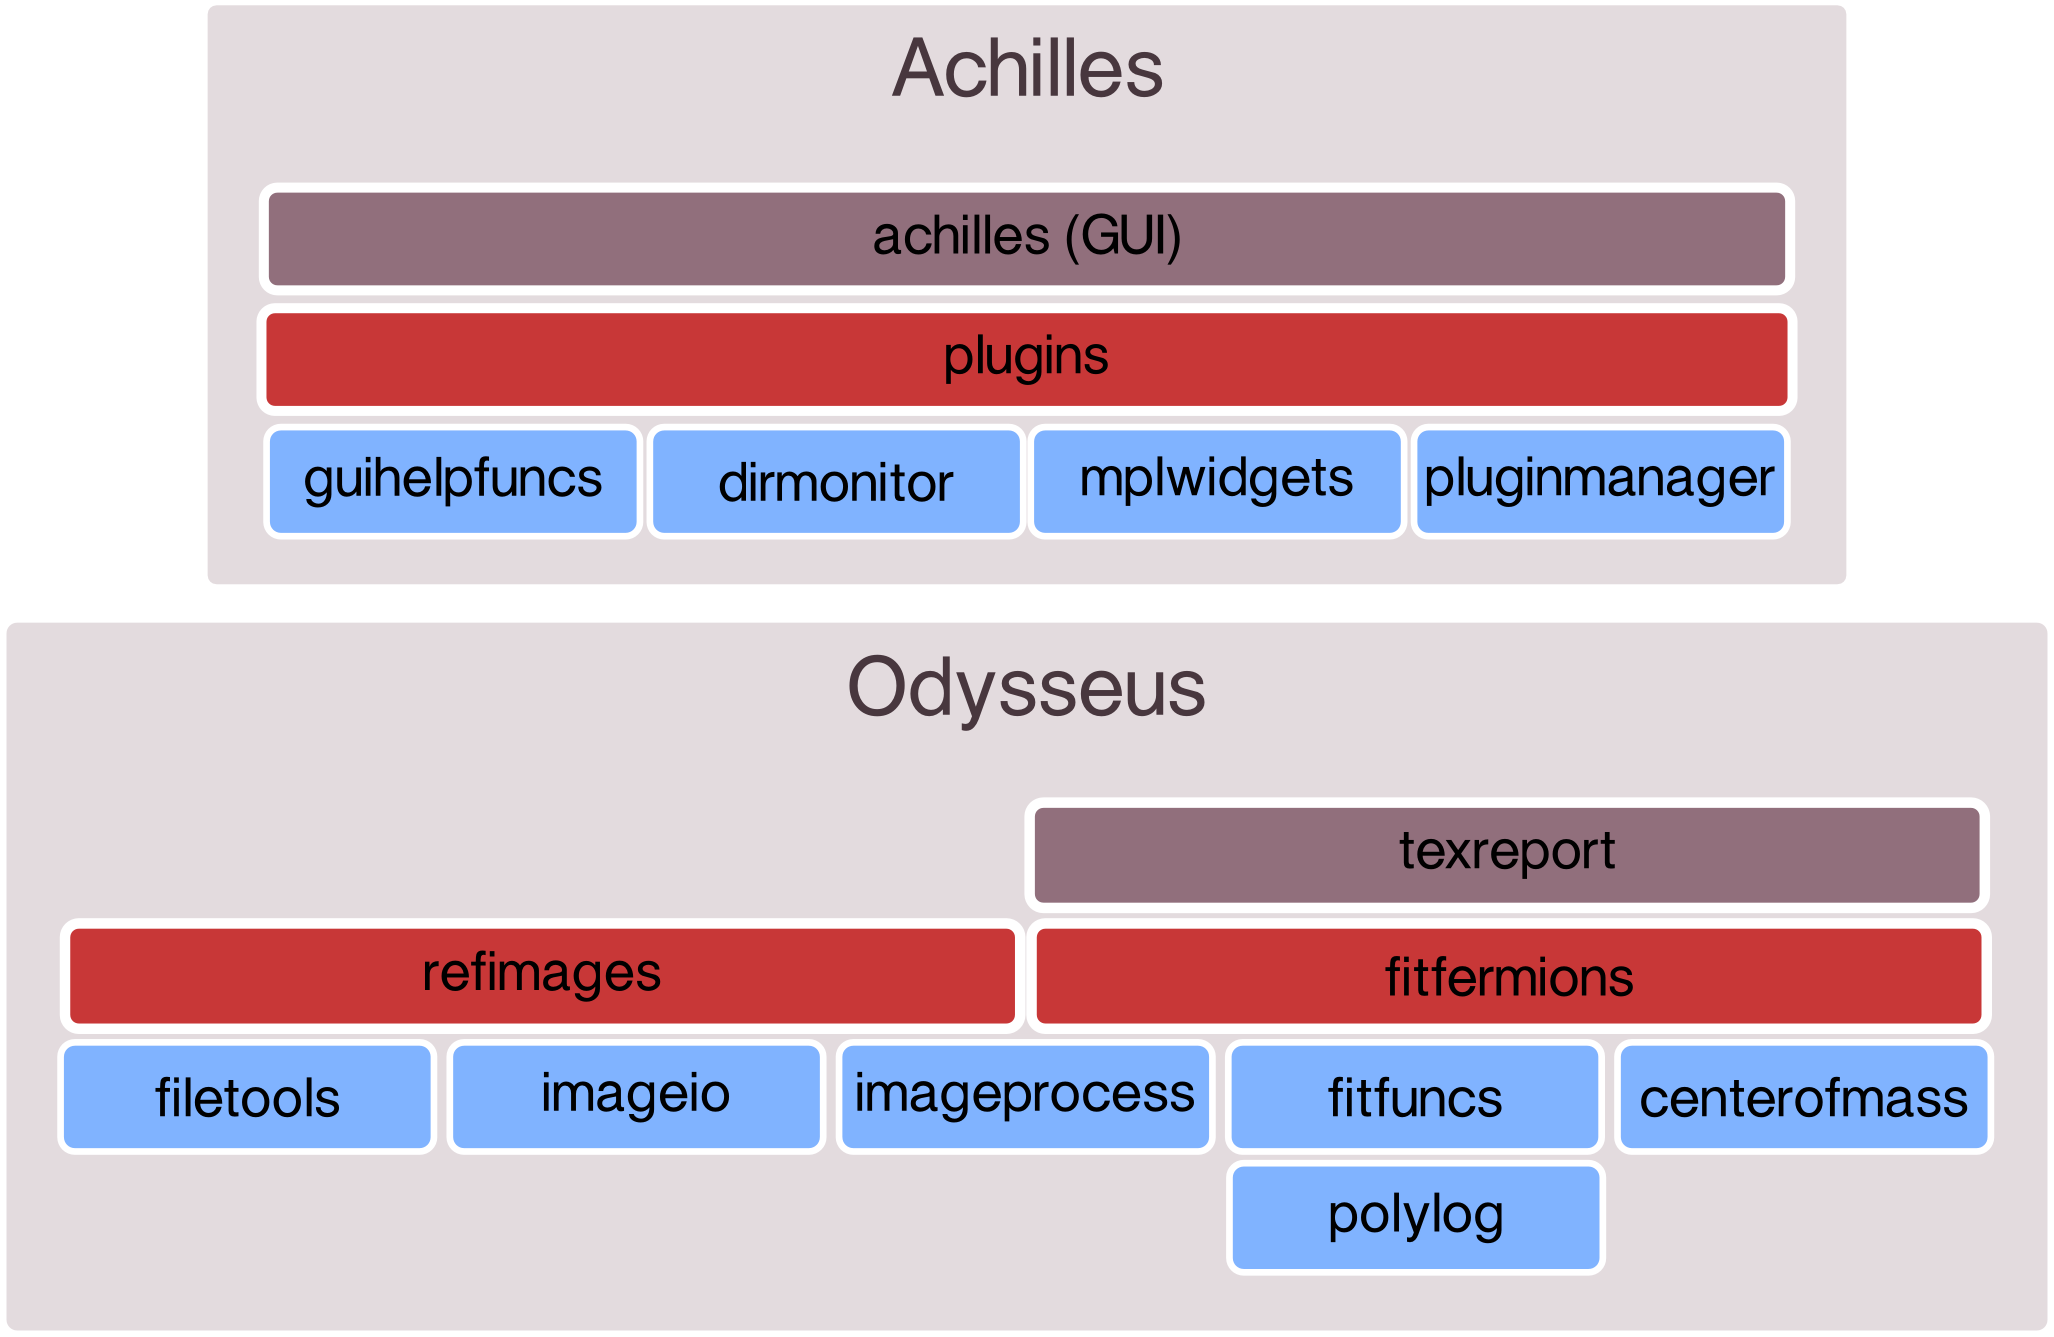 Achilles
achilles (GUI)
plugins
guihelpfuncs dirmonitor mplwidgets pluginmanager
Odysseus
texreport
refimages fitfermions
filetools imageio imageprocess fitfuncs centerofmass
polylog